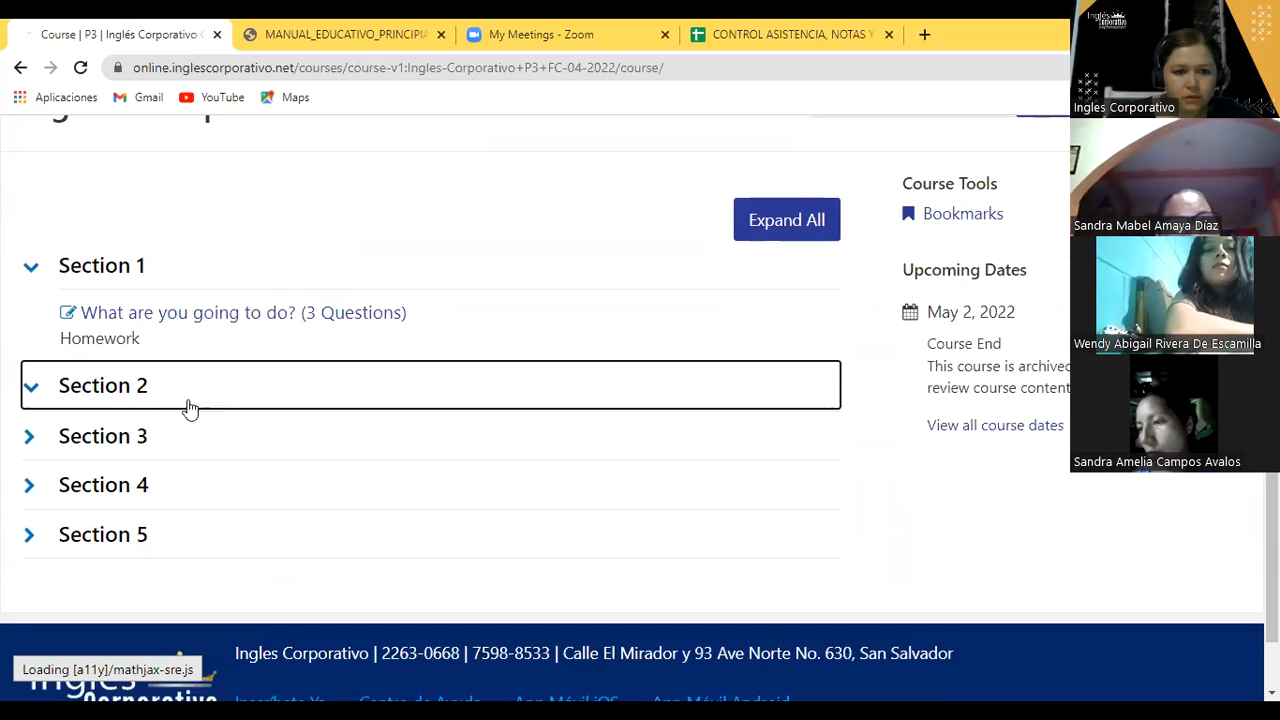 Course | P3 | Inglés Corporativo
MANUAL_EDUCATIVO_PRINCIPIA
My Meetings - Zoom
CONTROL ASISTENCIA, NOTAS Y
online.inglescorporativo.net/courses/course-v1:Ingles-Corporativo+P3+FC-04-2022/course/
Aplicaciones
Gmail
YouTube
Maps
Expand All
Section 1
What are you going to do? (3 Questions)
Homework
Section 2
Section 3
Section 4
Section 5
Course Tools
Bookmarks
Upcoming Dates
May 2, 2022
Course End
This course is archived
review course content
View all course dates
Ingles Corporativo | 2263-0668 | 7598-8533 | Calle El Mirador y 93 Ave Norte No. 630, San Salvador
Loading [a11y]/mathjax-sre.js
Inglés
Corporativo
Ingles Corporativo
Sandra Mabel Amaya Díaz
Wendy Abigail Rivera De Escamilla
Sandra Amelia Campos Avalos